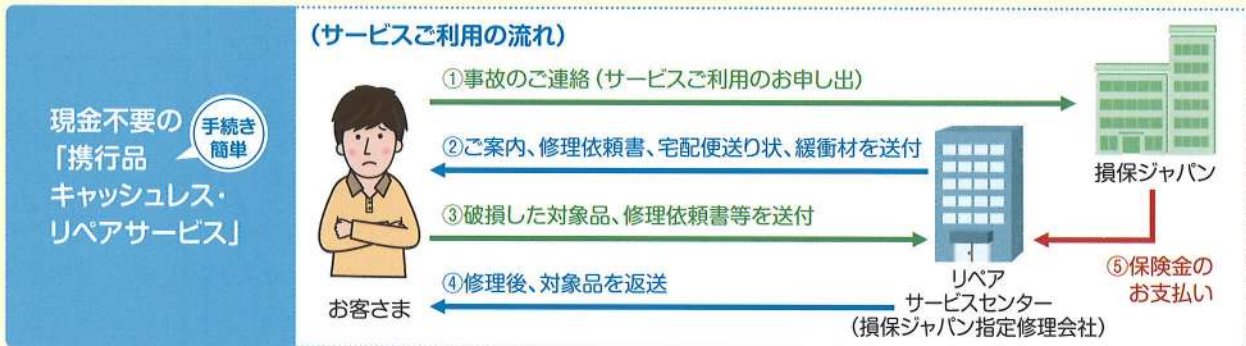 現金不要の
「携行品
キャッシュレス・
リペアサービス」
手続き
簡単
(サービスご利用の流れ)
①事故のご連絡(サービスご利用のお申し出)
②ご案内、修理依頼書、宅配便送り状、緩衝材を送付
③破損した対象品、修理依頼書等を送付
④修理後、対象品を返送
お客さま
損保ジャパン
リペア
サービスセンター
(損保ジャパン指定修理会社)
⑤保険金の
お支払い